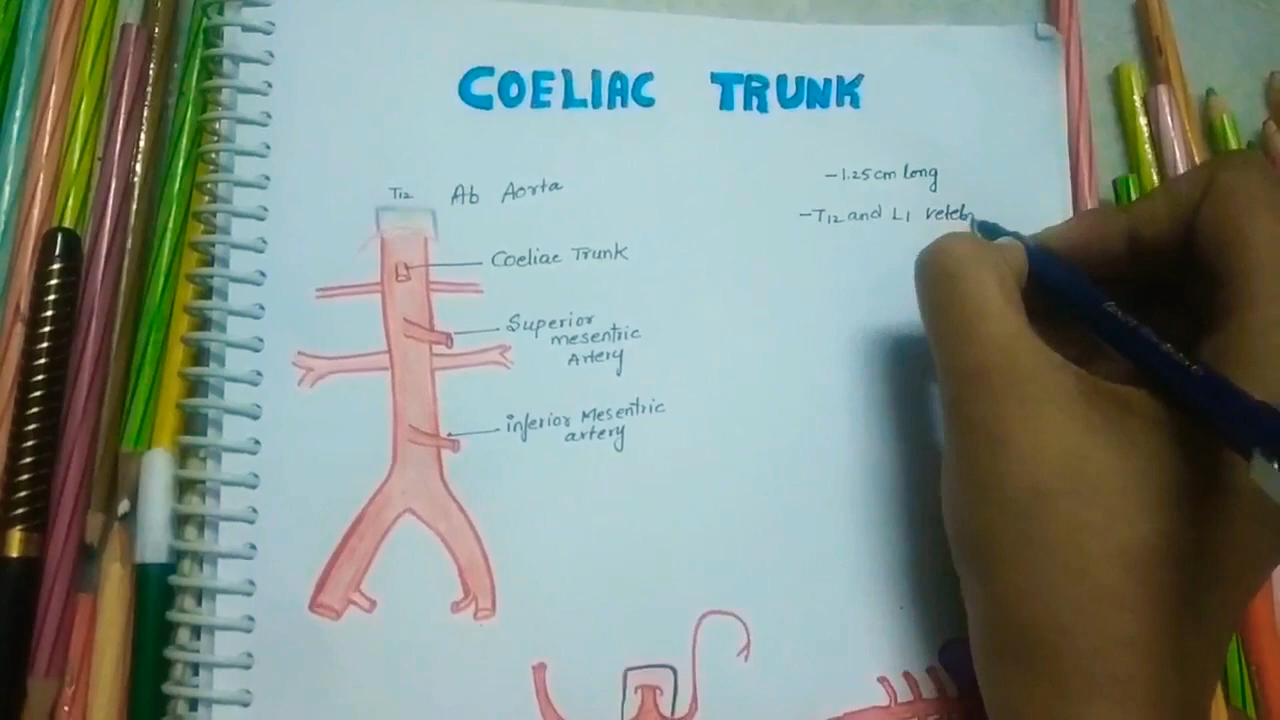 COELIAC TRUNK
-1.25cm long
-T12 and L1 veteb
T12
Ab Aorta
Coeliac Trunk
Superior
mesentric
Artery
inferior Mesentric
artery